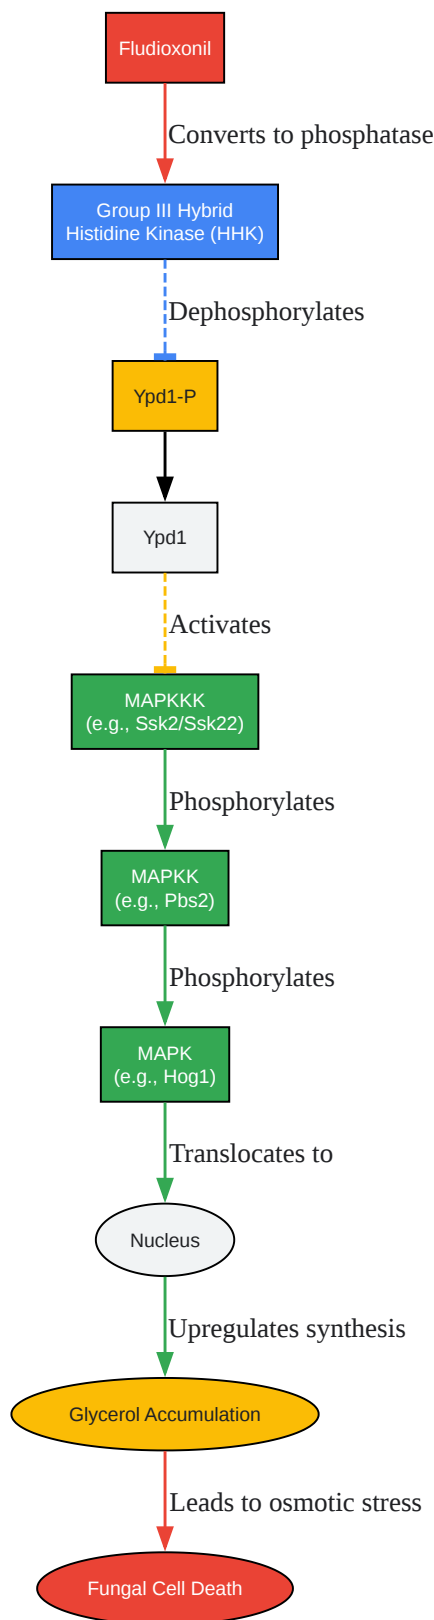 Fludioxonil
Converts to phosphatase
Group III Hybrid
Histidine Kinase (HHK)
Dephosphorylates
Ypd1-P
Ypd1
Activates
MAPKKK
(e.g., Ssk2/Ssk22)
Phosphorylates
MAPKK
(e.g., Pbs2)
Phosphorylates
MAPK
(e.g., Hog1)
Translocates to
Nucleus
Upregulates synthesis
Glycerol Accumulation
Leads to osmotic stress
Fungal Cell Death